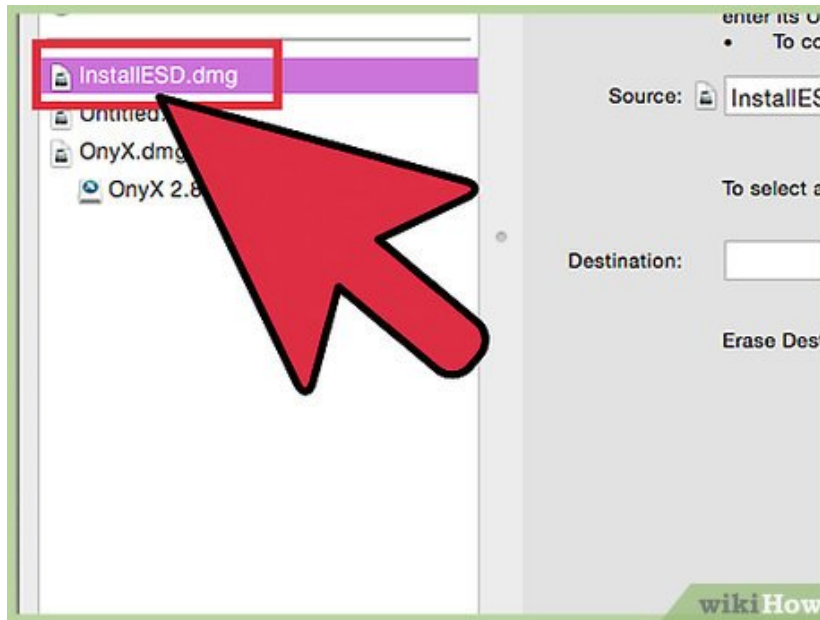 InstallESD.dmg
Untitled.
OnyX.dmg
OnyX 2.8
enter its U
• To co
Source: InstallES
To select a
Destination:
Erase Des
wikiHow